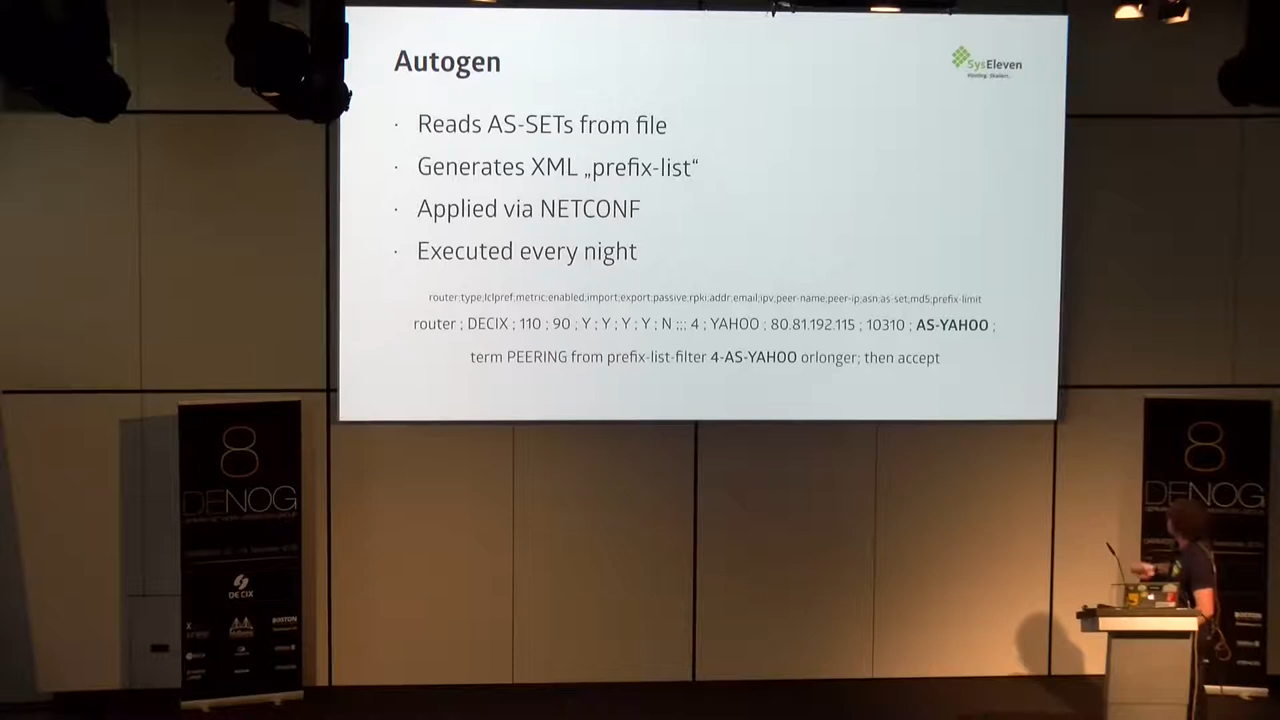 Autogen
SysEleven
· Reads AS-SETs from file
· Generates XML „prefix-list“
· Applied via NETCONF
· Executed every night
router;type;lclpref;metric;enabled;import;export;passive;rpki;addr;email;ipv;peer-name;peer-ip;asn;as-set;md5;prefix-limit
router ; DECIX ; 110 ; 90 ; Y ; Y ; Y ; Y ; N ;;; 4 ; YAHOO ; 80.81.192.115 ; 10310 ; AS-YAHOO ;
term PEERING from prefix-list-filter 4-AS-YAHOO orlonger; then accept
8
DENOG
DE CIX
BOSTON
8
DENOG
BOSTON